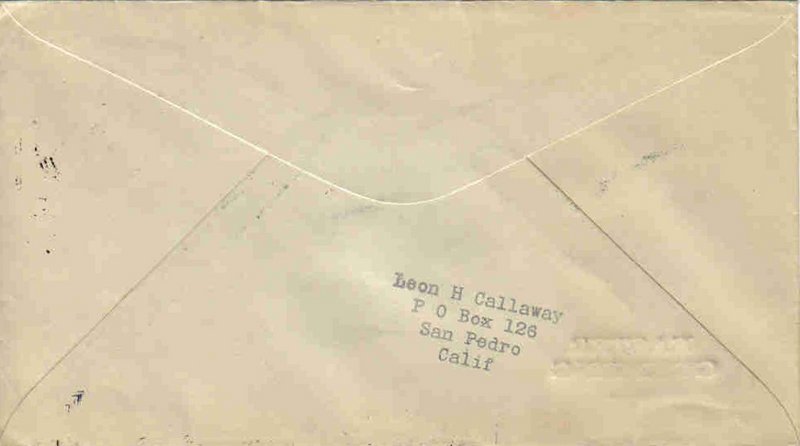 Leon H Callaway
P O Box 126
San Pedro
Calif